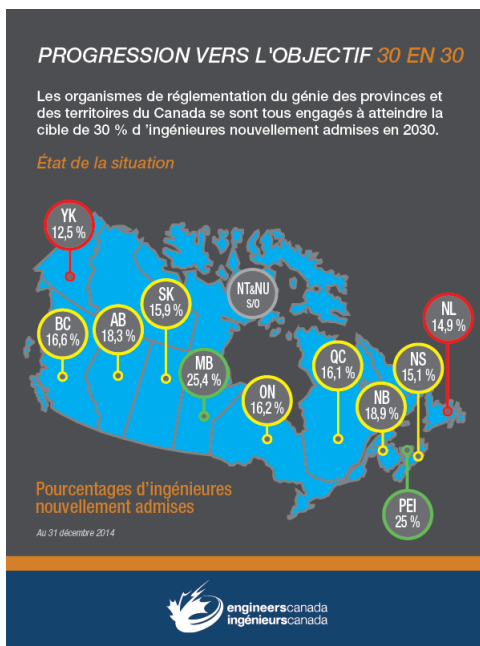 PROGRESSION VERS L'OBJECTIF 30 EN 30
Les organismes de réglementation du génie des provinces et
des territoires du Canada se sont tous engagés à atteindre la
cible de 30 % d 'ingénieures nouvellement admises en 2030.
État de la situation
YK
12,5 %
BC
16,6 %
AB
18,3 %
SK
15,9 %
NT&NU
S/O
MB
25,4 %
ON
16,2 %
QC
16,1 %
NB
18,9 %
NS
15,1 %
NL
14,9 %
PEI
25 %
Pourcentages d'ingénieures
nouvellement admises
Au 31 décembre 2014
engineerscanada
ingénieurscanada